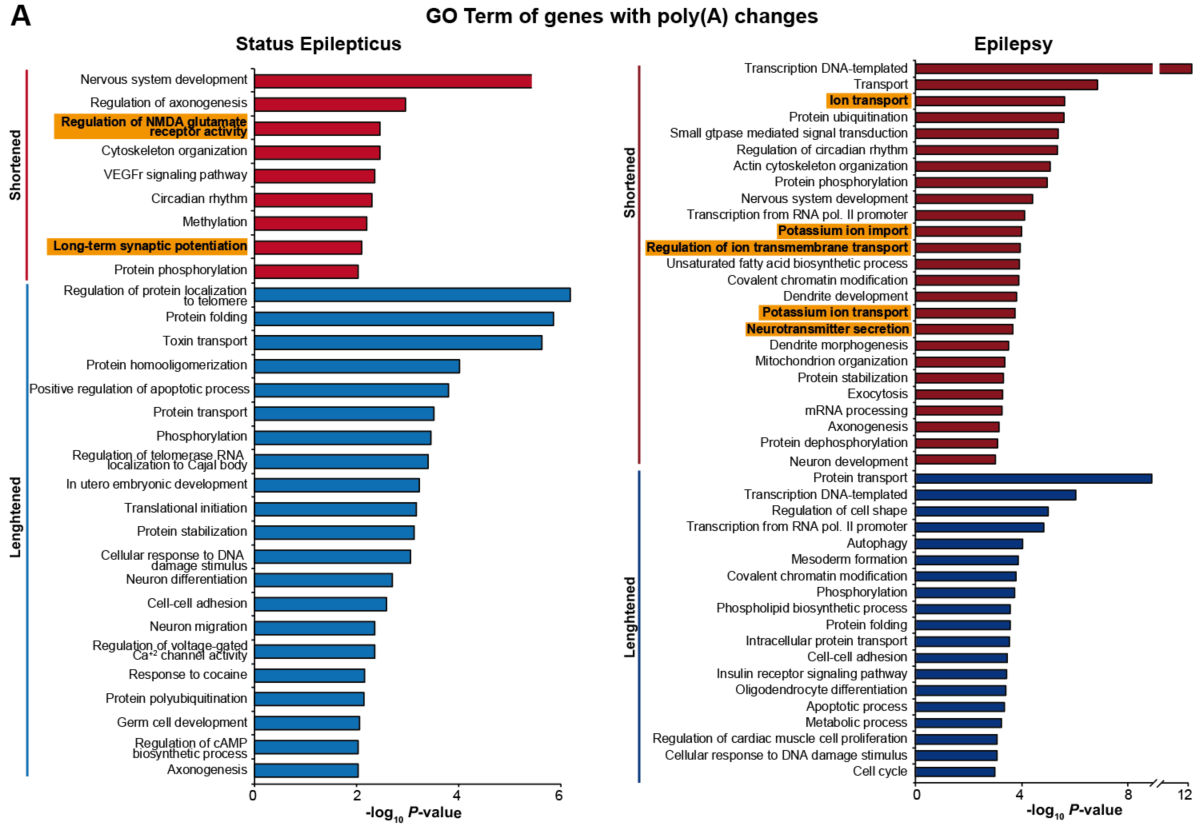 A
GO Term of genes with poly(A) changes
Status Epilepticus
Shortened
Nervous system development
Regulation of axonogenesis
Regulation of NMDA glutamate
receptor activity
Cytoskeleton organization
VEGFr signaling pathway
Circadian rhythm
Methylation
Long-term synaptic potentiation
Protein phosphorylation
Lenghtened
Regulation of protein localization
to telomere
Protein folding
Toxin transport
Protein homooligomerization
Positive regulation of apoptotic process
Protein transport
Phosphorylation
Regulation of telomerase RNA
localization to Cajal body
In utero embryonic development
Translational initiation
Protein stabilization
Cellular response to DNA
damage stimulus
Neuron differentiation
Cell-cell adhesion
Neuron migration
Regulation of voltage-gated
Ca+2 channel activity
Response to cocaine
Protein polyubiquitination
Germ cell development
Regulation of cAMP
biosynthetic process
Axonogenesis
0 2 4 6
-log10 P-value
Epilepsy
Shortened
Transcription DNA-templated
Transport
Ion transport
Protein ubiquitination
Small gtpase mediated signal transduction
Regulation of circadian rhythm
Actin cytoskeleton organization
Protein phosphorylation
Nervous system development
Transcription from RNA pol. II promoter
Potassium ion import
Regulation of ion transmembrane transport
Unsaturated fatty acid biosynthetic process
Covalent chromatin modification
Dendrite development
Potassium ion transport
Neurotransmitter secretion
Dendrite morphogenesis
Mitochondrion organization
Protein stabilization
Exocytosis
mRNA processing
Axonogenesis
Protein dephosphorylation
Neuron development
Lenghtened
Protein transport
Transcription DNA-templated
Regulation of cell shape
Transcription from RNA pol. II promoter
Autophagy
Mesoderm formation
Covalent chromatin modification
Phosphorylation
Phospholipid biosynthetic process
Protein folding
Intracellular protein transport
Cell-cell adhesion
Insulin receptor signaling pathway
Oligodendrocyte differentiation
Apoptotic process
Metabolic process
Regulation of cardiac muscle cell proliferation
Cellular response to DNA damage stimulus
Cell cycle
0 4 8 12
-log10 P-value